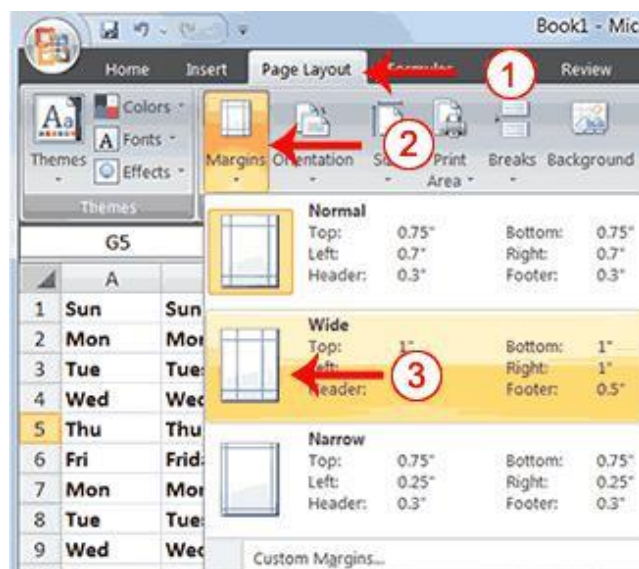 Book1 - Mic
Home Insert Page Layout Formulas Review
1
Aa Colors
A Fonts
Effects
Themes Margins Orientation Print Area Breaks Background
2
Themes
G5
A
1 Sun Sun
2 Mon Mon
3 Tue Tues
4 Wed Wed
5 Thu Thu
6 Fri Frid
7 Mon Mon
8 Tue Tue
9 Wed Wed
Normal
Top: 0.75" Bottom: 0.75"
Left: 0.7" Right: 0.7"
Header: 0.3" Footer: 0.3"
Wide
Top: 1" Bottom: 1"
Left: Right: 1"
Header: Footer: 0.5"
3
Narrow
Top: 0.75" Bottom: 0.75"
Left: 0.25" Right: 0.25"
Header: 0.3" Footer: 0.3"
Custom Margins...